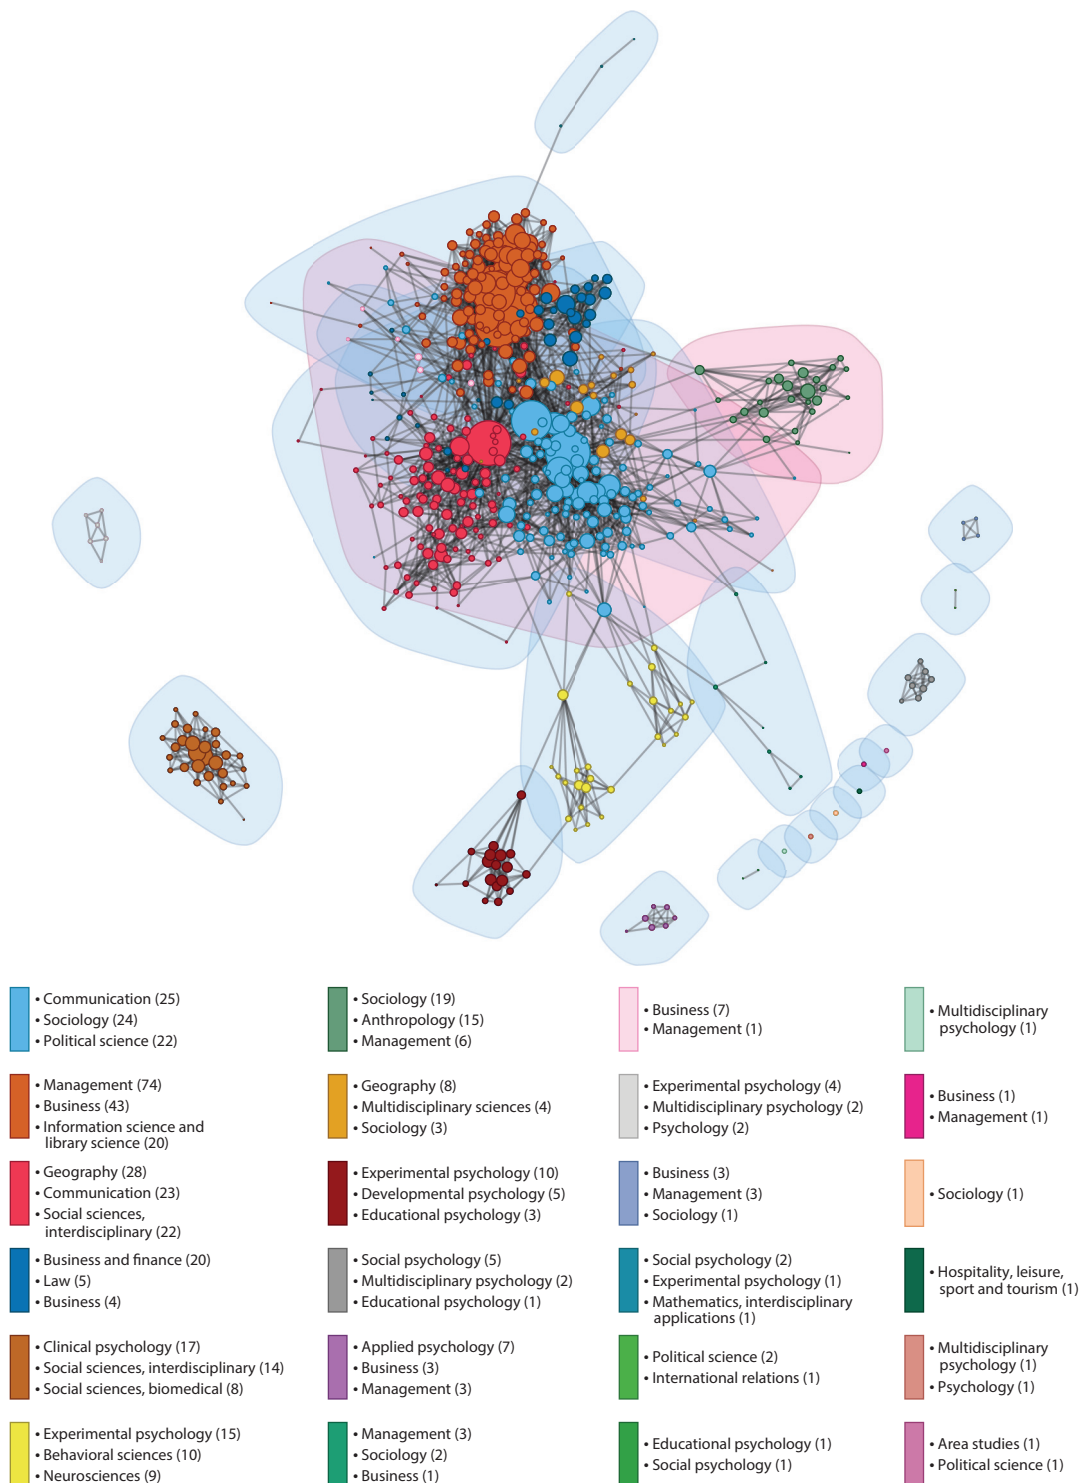 • Communication (25)
• Sociology (24)
• Political science (22)
• Management (74)
• Business (43)
• Information science and
library science (20)
• Geography (28)
• Communication (23)
• Social sciences,
interdisciplinary (22)
• Business and finance (20)
• Law (5)
• Business (4)
• Clinical psychology (17)
• Social sciences, interdisciplinary (14)
• Social sciences, biomedical (8)
• Experimental psychology (15)
• Behavioral sciences (10)
• Neurosciences (9)
• Sociology (19)
• Anthropology (15)
• Management (6)
• Geography (8)
• Multidisciplinary sciences (4)
• Sociology (3)
• Experimental psychology (10)
• Developmental psychology (5)
• Educational psychology (3)
• Social psychology (5)
• Multidisciplinary psychology (2)
• Educational psychology (1)
• Applied psychology (7)
• Business (3)
• Management (3)
• Management (3)
• Sociology (2)
• Business (1)
• Business (7)
• Management (1)
• Experimental psychology (4)
• Multidisciplinary psychology (2)
• Psychology (2)
• Business (3)
• Management (3)
• Sociology (1)
• Social psychology (2)
• Experimental psychology (1)
• Mathematics, interdisciplinary
applications (1)
• Political science (2)
• International relations (1)
• Educational psychology (1)
• Social psychology (1)
• Multidisciplinary
psychology (1)
• Business (1)
• Management (1)
• Sociology (1)
• Hospitality, leisure,
sport and tourism (1)
• Multidisciplinary
psychology (1)
• Psychology (1)
• Area studies (1)
• Political science (1)